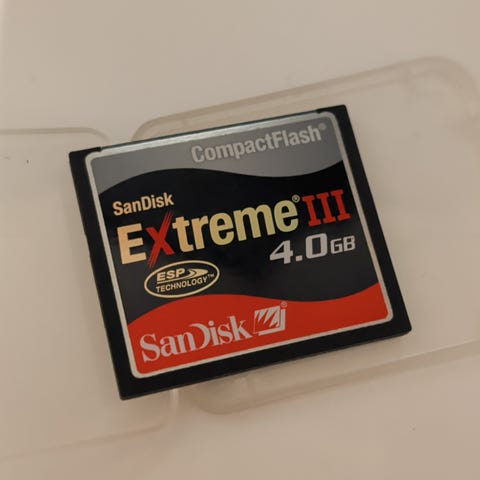 CompactFlash®
SanDisk
Extreme® III
4.0GB
ESP
TECHNOLOGY™
SanDisk